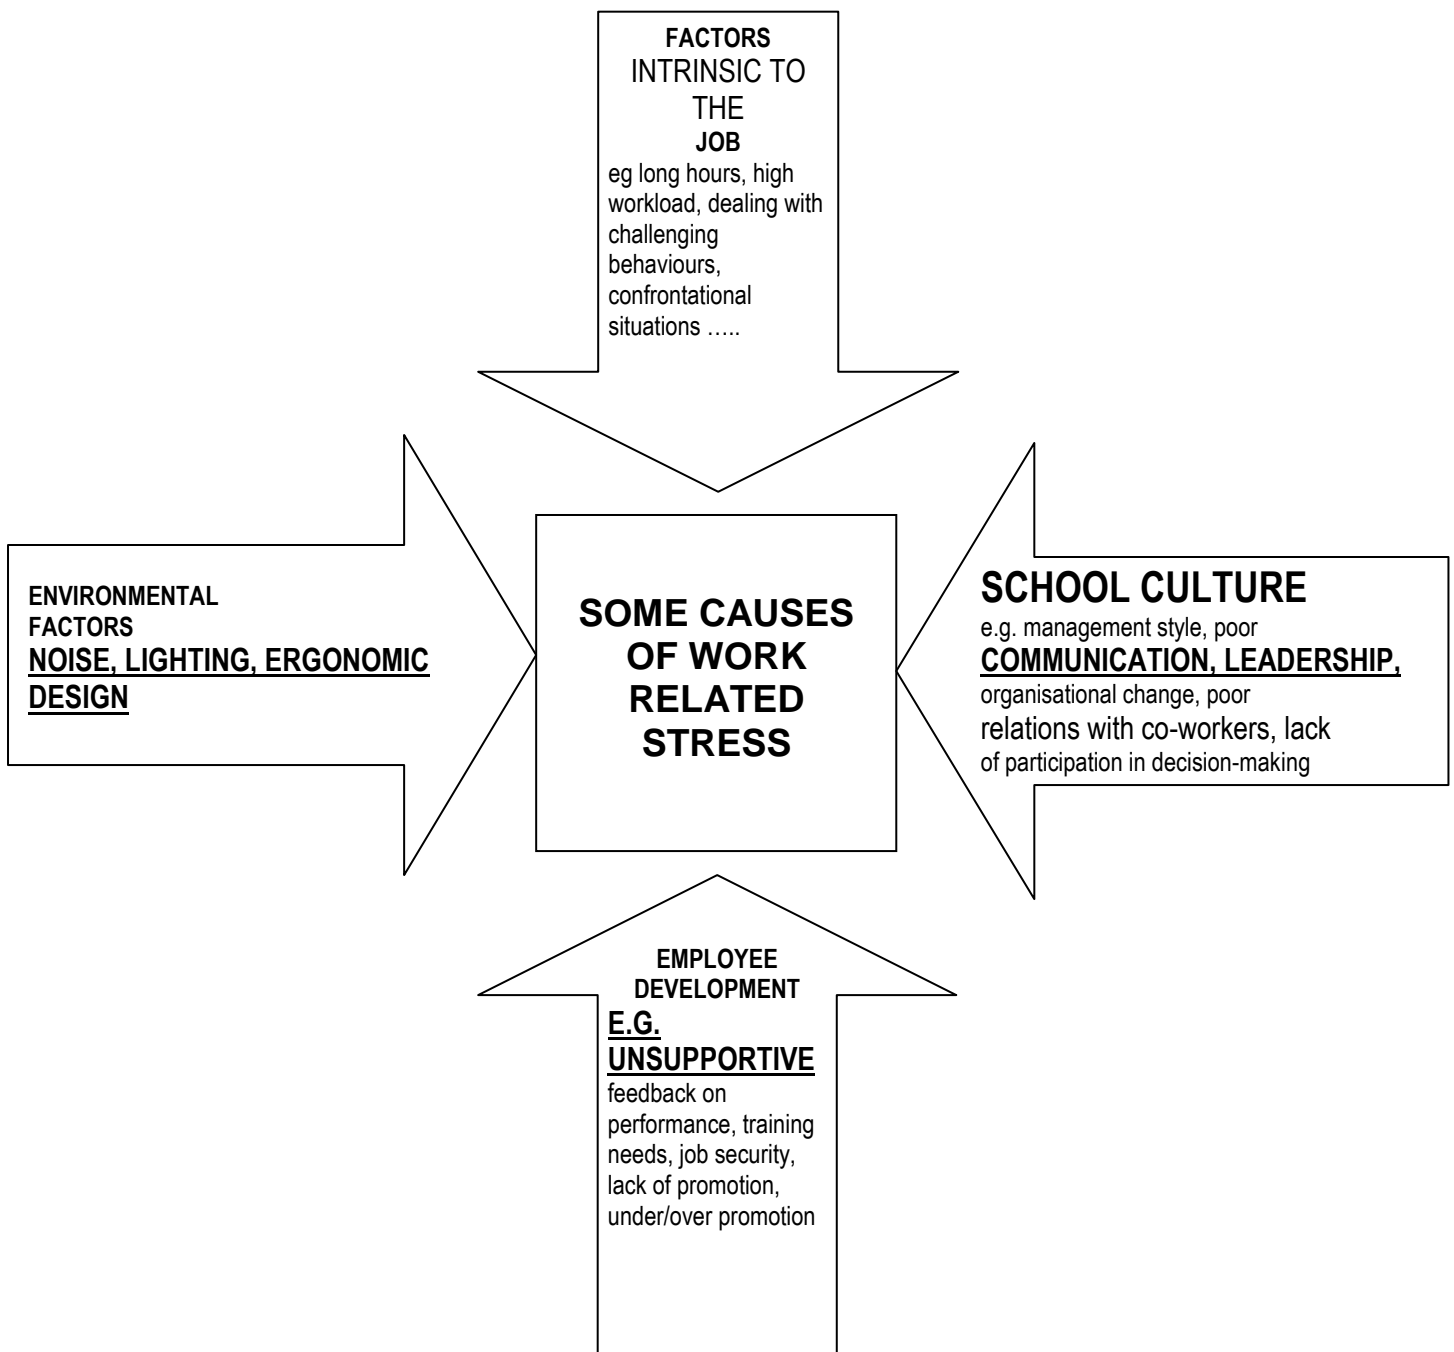 FACTORS
INTRINSIC TO
THE
JOB
eg long hours, high
workload, dealing with
challenging
behaviours,
confrontational
situations …..
ENVIRONMENTAL
FACTORS
NOISE, LIGHTING, ERGONOMIC
DESIGN
SOME CAUSES
OF WORK
RELATED
STRESS
SCHOOL CULTURE
e.g. management style, poor
COMMUNICATION, LEADERSHIP,
organisational change, poor
relations with co-workers, lack
of participation in decision-making
EMPLOYEE
DEVELOPMENT
E.G.
UNSUPPORTIVE
feedback on
performance, training
needs, job security,
lack of promotion,
under/over promotion